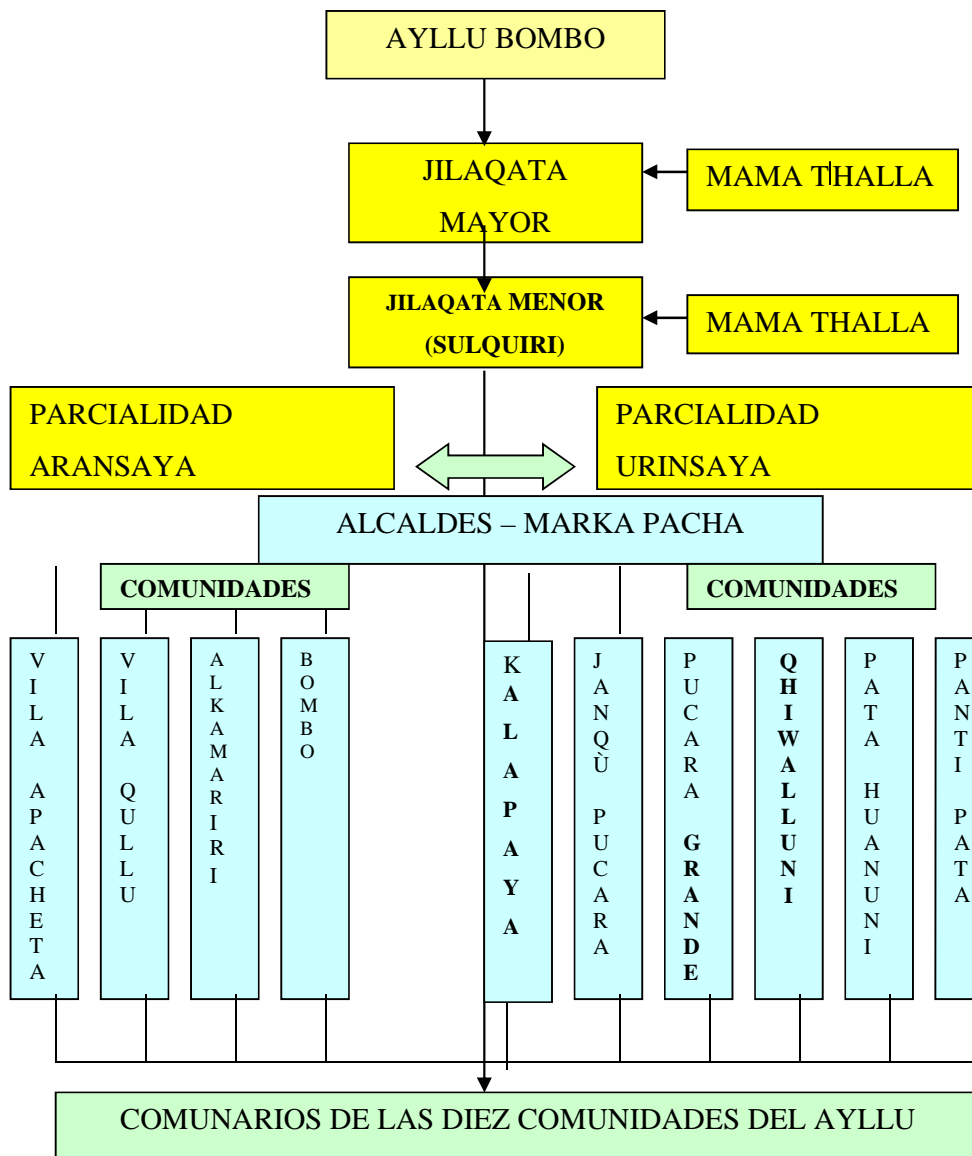 AYLLU BOMBO
JILAQATA
MAYOR
MAMA THALLA
JILAQATA MENOR
(SULQUIRI)
MAMA THALLA
PARCIALIDAD
ARANSAYA
PARCIALIDAD
URINSAYA
ALCALDES – MARKA PACHA
COMUNIDADES
COMUNIDADES
VILA APACHETA
VILA QULLU
ALKAMARIRI
BOMBO
KALAPAYA
JANQÙ PUCARA
PUCARA GRANDE
QHIWALLUNI
PATA HUANUNI
PANTI PATA
COMUNARIOS DE LAS DIEZ COMUNIDADES DEL AYLLU